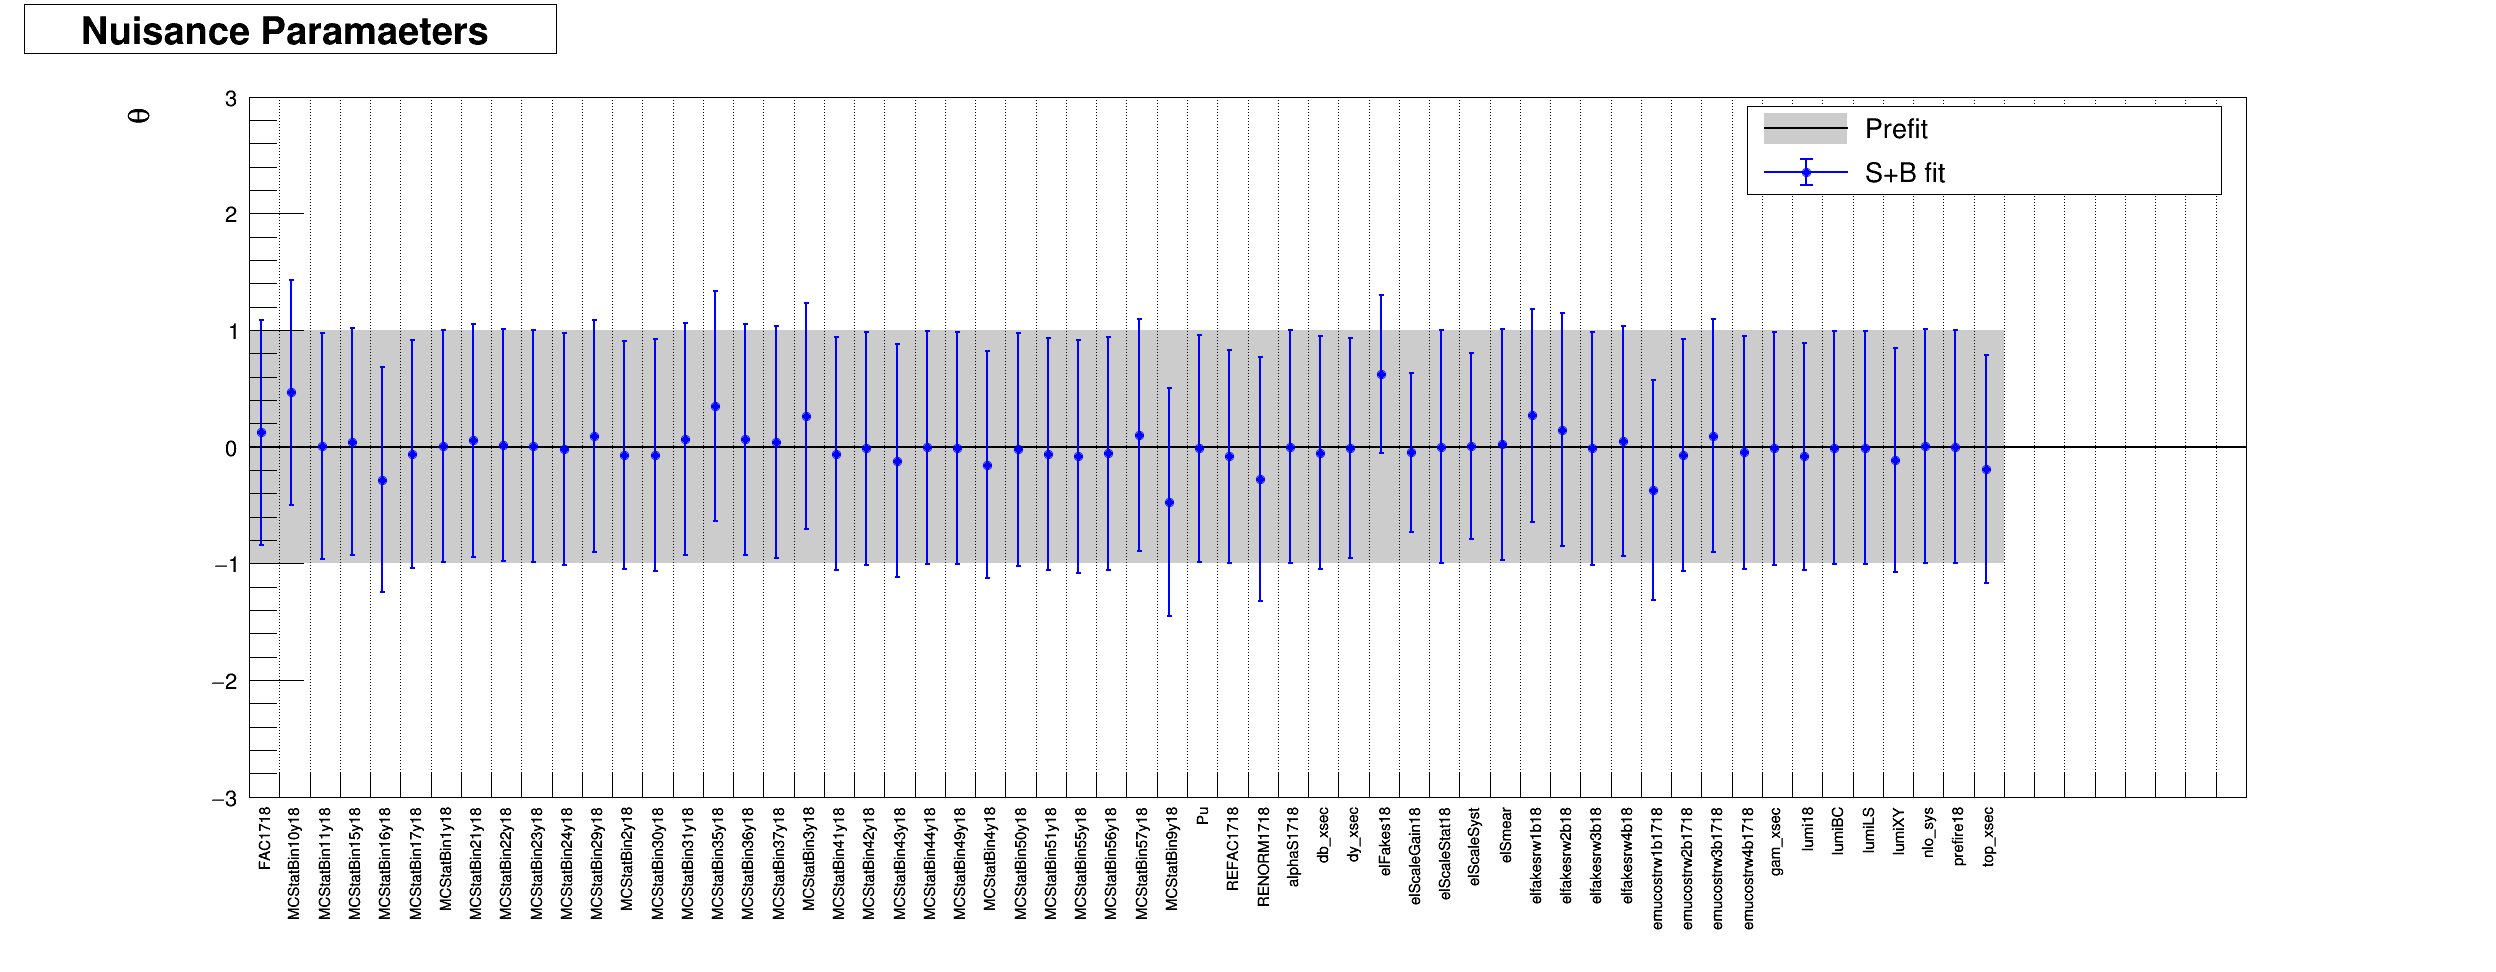 Nuisance Paramaeters
θ
3
2
1
0
−1
−2
−3
Prefit
S+B fit
FAC1718
MCStatBin10y18
MCStatBin11y18
MCStatBin15y18
MCStatBin16y18
MCStatBin17y18
MCStatBin1y18
MCStatBin21y18
MCStatBin22y18
MCStatBin23y18
MCStatBin24y18
MCStatBin29y18
MCStatBin2y18
MCStatBin30y18
MCStatBin31y18
MCStatBin35y18
MCStatBin36y18
MCStatBin37y18
MCStatBin3y18
MCStatBin41y18
MCStatBin42y18
MCStatBin43y18
MCStatBin44y18
MCStatBin49y18
MCStatBin4y18
MCStatBin50y18
MCStatBin51y18
MCStatBin55y18
MCStatBin56y18
MCStatBin57y18
MCStatBin9y18
Pu
REFAC1718
RENORM1718
alphaS1718
db_xsec
dy_xsec
elFakes18
elScaleGain18
elScaleStat18
elScaleSyst
elSmear
elfakesrw1b18
elfakesrw2b18
elfakesrw3b18
elfakesrw4b18
emucostrw1b1718
emucostrw2b1718
emucostrw3b1718
emucostrw4b1718
gam_xsec
lumi18
lumiBC
lumiLS
lumiXY
nlo_sys
prefire18
top_xsec